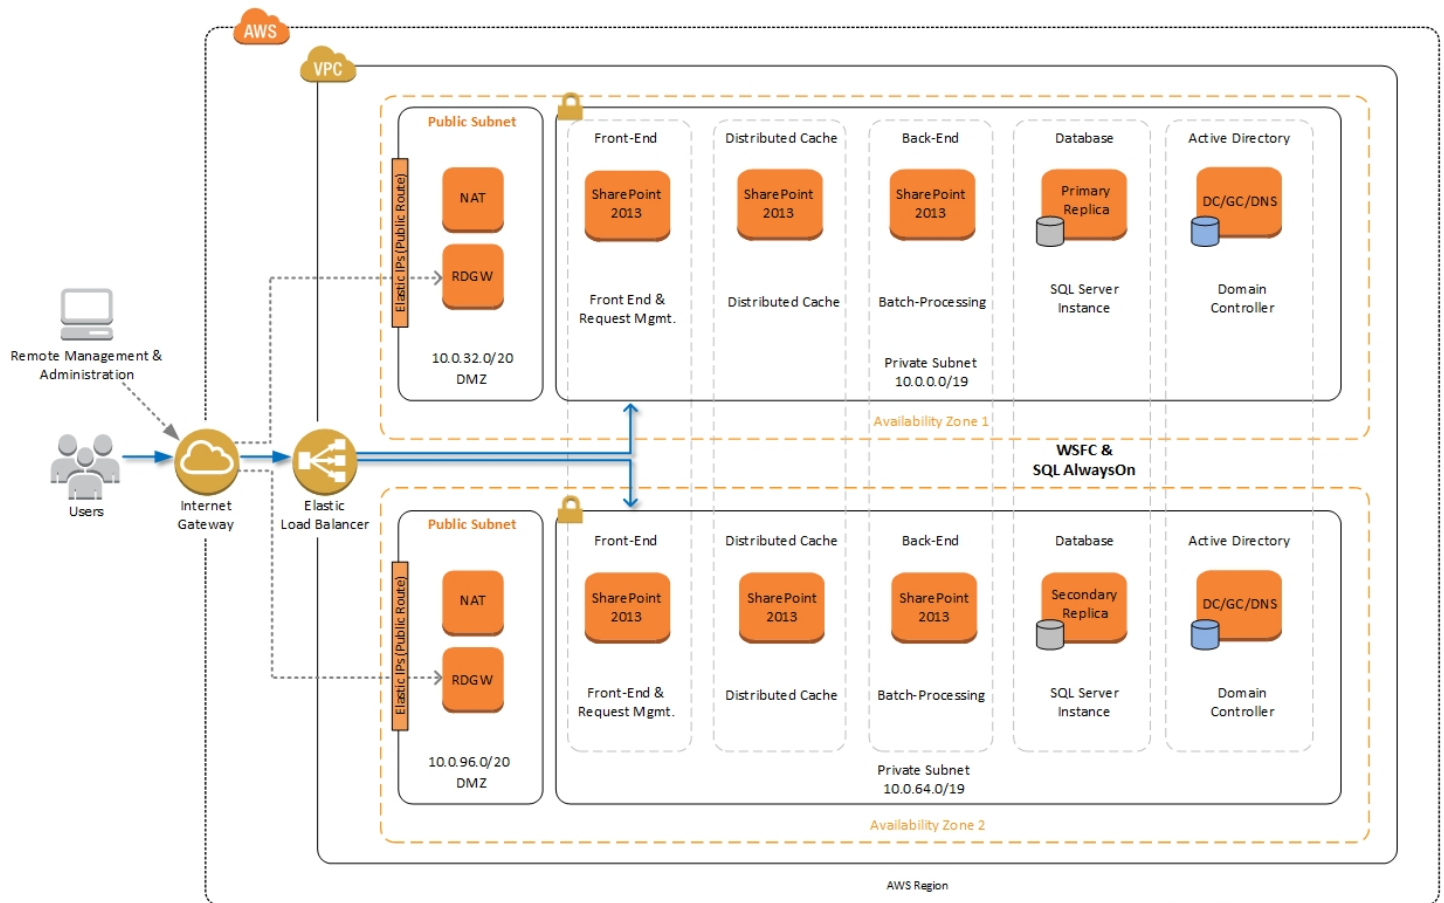 AWS
VPC
Public Subnet
Elastic IPs (Public Route)
NAT
RDGW
10.0.32.0/20
DMZ
Front-End
SharePoint
2013
Front End &
Request Mgmt.
Distributed Cache
SharePoint
2013
Distributed Cache
Back-End
SharePoint
2013
Batch-Processing
Database
Primary
Replica
SQL Server
Instance
Active Directory
DC/GC/DNS
Domain
Controller
Private Subnet
10.0.0.0/19
Availability Zone 1
Remote Management &
Administration
Users
Internet
Gateway
Elastic
Load Balancer
WSFC &
SQL AlwaysOn
Public Subnet
Elastic IPs (Public Route)
NAT
RDGW
10.0.96.0/20
DMZ
Front-End
SharePoint
2013
Front-End &
Request Mgmt.
Distributed Cache
SharePoint
2013
Distributed Cache
Back-End
SharePoint
2013
Batch-Processing
Database
Secondary
Replica
SQL Server
Instance
Active Directory
DC/GC/DNS
Domain
Controller
Private Subnet
10.0.64.0/19
Availability Zone 2
AWS Region